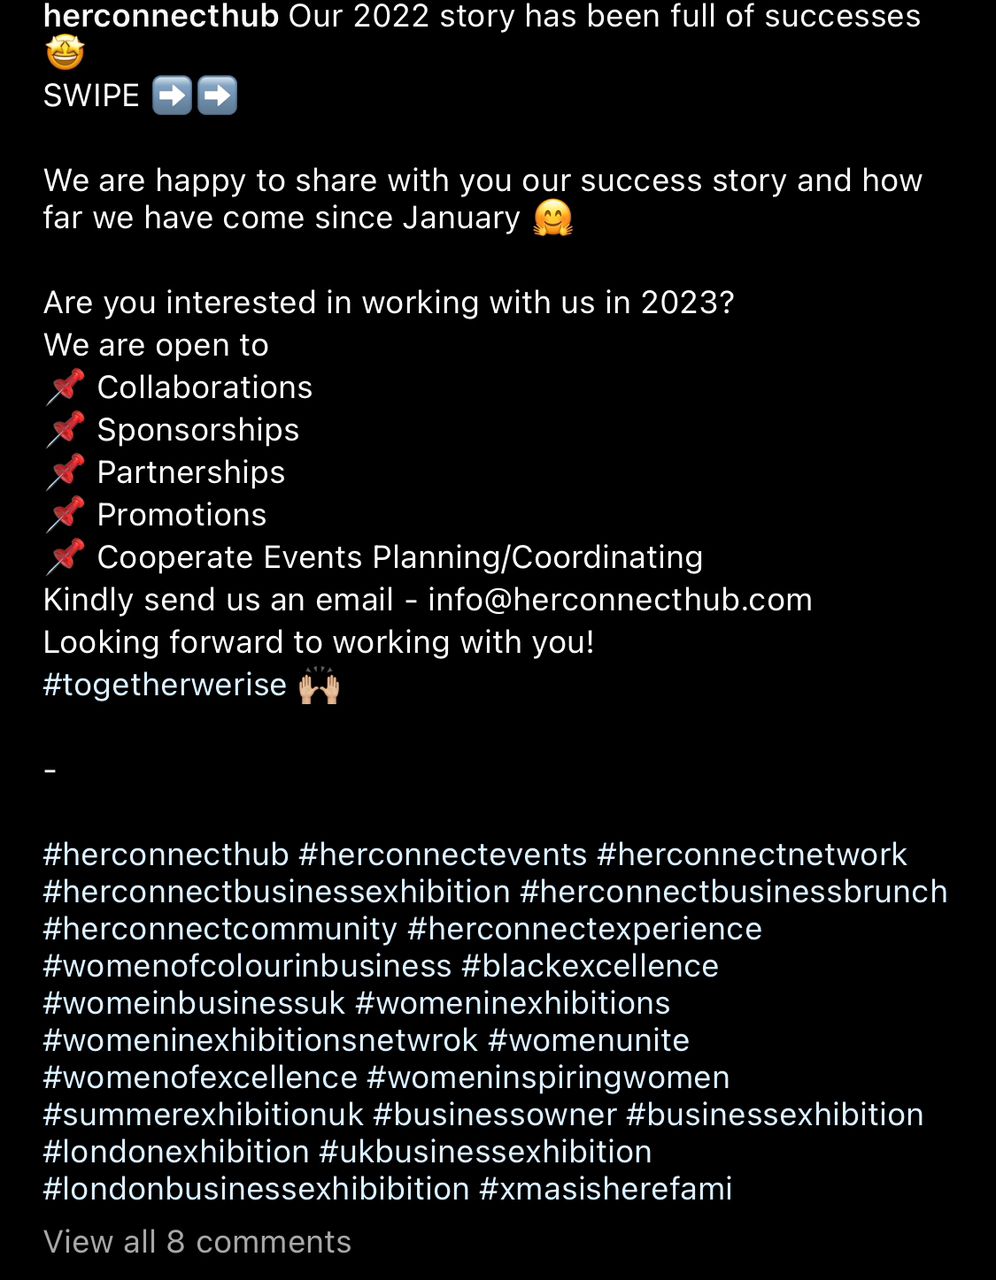 herconnecthub Our 2022 story has been full of successes
🤩
SWIPE ➡️➡️
We are happy to share with you our success story and how
far we have come since January 🤗
Are you interested in working with us in 2023?
We are open to
📌 Collaborations
📌 Sponsorships
📌 Partnerships
📌 Promotions
📌 Cooperate Events Planning/Coordinating
Kindly send us an email - info@herconnecthub.com
Looking forward to working with you!
#togetherwerise 🙌🏼
-
#herconnecthub #herconnectevents #herconnectnetwork
#herconnectbusinessexhibition #herconnectbusinessbrunch
#herconnectcommunity #herconnectexperience
#womenofcolourinbusiness #blackexcellence
#womeinbusinessuk #womeninexhibitions
#womeninexhibitionsnetwrok #womenunite
#womenofexcellence #womeninspiringwomen
#summerexhibitionuk #businessowner #businessexhibition
#londonexhibition #ukbusinessexhibition
#londonbusinessexhibibition #xmasisherefami
View all 8 comments